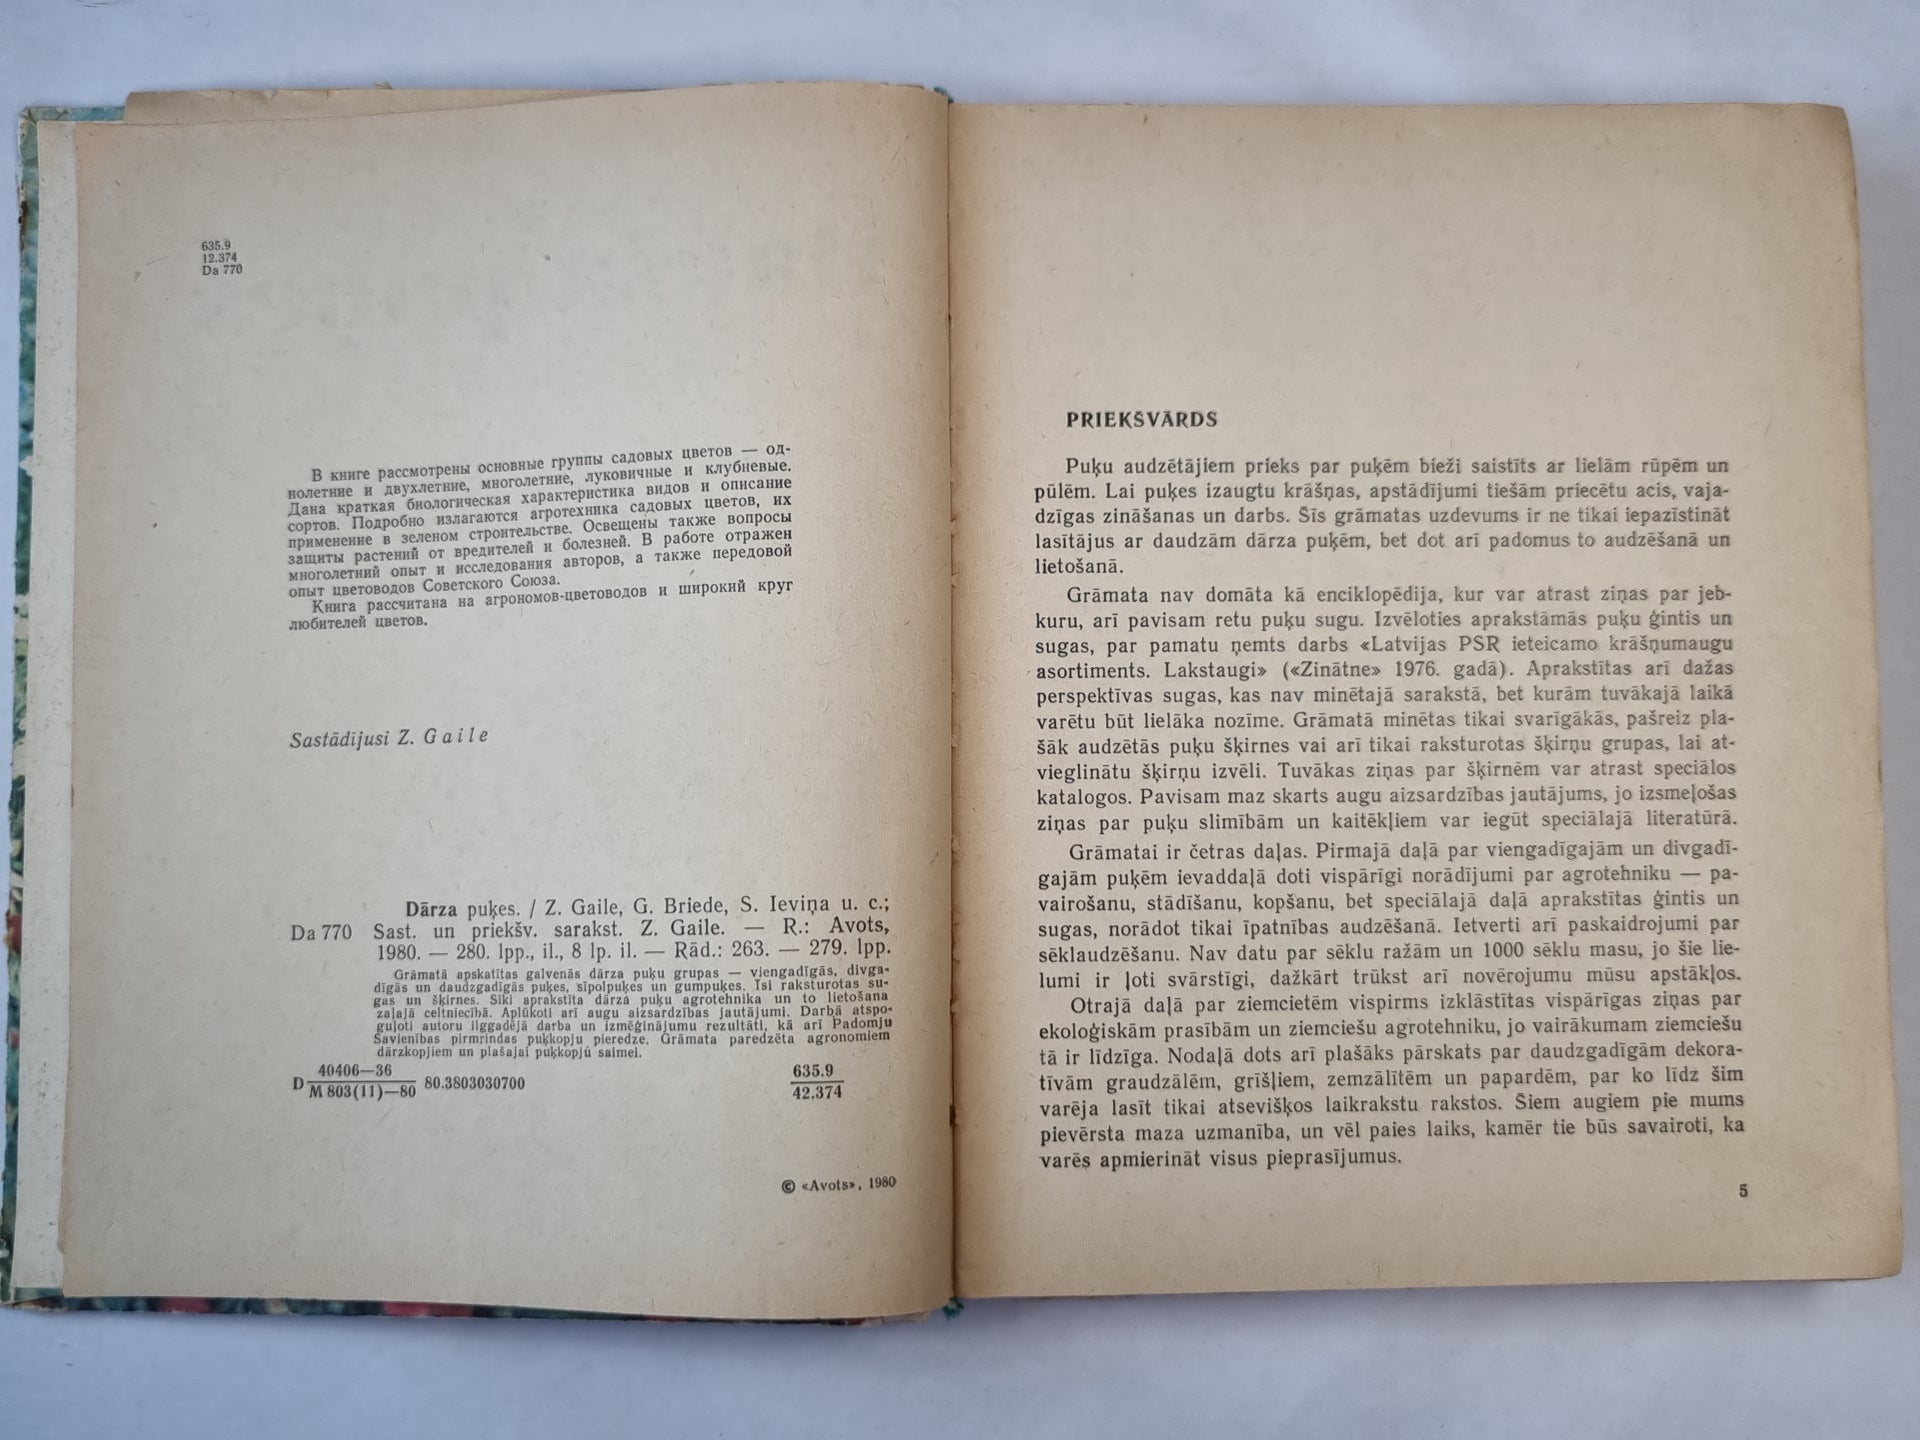 635.9
12.374
Da 770
В книге рассмотрены основные группы садовых цветов — од-
нолетние и двухлетние, многолетние, луковичные и клубневые.
Дана краткая биологическая характеристика видов и описание
сортов. Подробно излагаются агротехника садовых цветов, их
применение в зеленом строительстве. Освещены также вопросы
защиты растений от вредителей и болезней. В работе отражен
многолетний опыт и исследования авторов, а также передовой
опыт цветоводов Советского Союза.
Книга рассчитана на агрономов-цветоводов и широкий круг
любителей цветов.
Sastādījusi Z. Gaile
Dārza puķes. / Z. Gaile, G. Briede, S. Ieviņa u. c.;
Da 770 Sast. un priekšv. sarakst. Z. Gaile. — R.: Avots,
1980. — 280. lpp., il., 8 lp. il. — Rād.: 263. — 279. lpp.
Grāmatā apskatītas galvenās dārza puķu grupas — viengadīgās, divga-
dīgās un daudzgadīgās puķes, sīpolpuķes un gumpuķes. Īsi raksturotas su-
gas un šķirnes. Sīki aprakstīta dārza puķu agrotehnika un to lietošana
zaļajā celtniecībā. Aplūkoti arī augu aizsardzības jautājumi. Darbā atspo-
guļoti autoru ilggadējā darba un izmēģinājumu rezultāti, kā arī Padomju
Savienības pirmrindas puķkopju pieredze. Grāmata paredzēta agronomiem
dārzkopjiem un plašajai puķkopju saimei.
40406—36
D M 803(11)—80 80.3803030700
635.9
42.374
© «Avots», 1980
PRIEKŠVĀRDS
Puķu audzētājiem prieks par puķēm bieži saistīts ar lielām rūpēm un
pūlēm. Lai puķes izaugtu krāšņas, apstādījumi tiešām priecētu acis, vaja-
dzīgas zināšanas un darbs. Šīs grāmatas uzdevums ir ne tikai iepazīstināt
lasītājus ar daudzām dārza puķēm, bet dot arī padomus to audzēšanā un
lietošanā.
Grāmata nav domāta kā enciklopēdija, kur var atrast ziņas par jeb-
kuru, arī pavisam retu puķu sugu. Izvēloties aprakstāmās puķu ģintis un
sugas, par pamatu ņemts darbs «Latvijas PSR ieteicamo krāšņumaugu
asortiments. Lakstaugi» («Zinātne» 1976. gadā). Aprakstītas arī dažas
perspektīvas sugas, kas nav minētajā sarakstā, bet kurām tuvākajā laikā
varētu būt lielāka nozīme. Grāmatā minētas tikai svarīgākās, pašreiz pla-
šāk audzētās puķu šķirnes vai arī tikai raksturotas šķirņu grupas, lai at-
vieglinātu šķirņu izvēli. Tuvākas ziņas par šķirnēm var atrast speciālos
katalogos. Pavisam maz skarts augu aizsardzības jautājums, jo izsmeļošas
ziņas par puķu slimībām un kaitēkļiem var iegūt speciālajā literatūrā.
Grāmatai ir četras daļas. Pirmajā daļā par viengadīgajām un divgadī-
gajām puķēm ievaddaļā doti vispārīgi norādījumi par agrotehniku — pa-
vairošanu, stādīšanu, kopšanu, bet speciālajā daļā aprakstītas ģintis un
sugas, norādot tikai īpatnības audzēšanā. Ietverti arī paskaidrojumi par
sēklaudzēšanu. Nav datu par sēklu ražām un 1000 sēklu masu, jo šie lie-
lumi ir ļoti svārstīgi, dažkārt trūkst arī novērojumu mūsu apstākļos.
Otrajā daļā par ziemcietēm vispirms izklāstītas vispārīgas ziņas par
ekoloģiskām prasībām un ziemciešu agrotehniku, jo vairākumam ziemciešu
tā ir līdzīga. Nodaļā dots arī plašāks pārskats par daudzgadīgām dekora-
tīvām graudzālēm, grīšļiem, zemzālītēm un papardēm, par ko līdz šim
varēja lasīt tikai atsevišķos laikrakstu rakstos. Šiem augiem pie mums
pievērsta maza uzmanība, un vēl paies laiks, kamēr tie būs savairoti, ka
varēs apmierināt visus pieprasījumus.
5